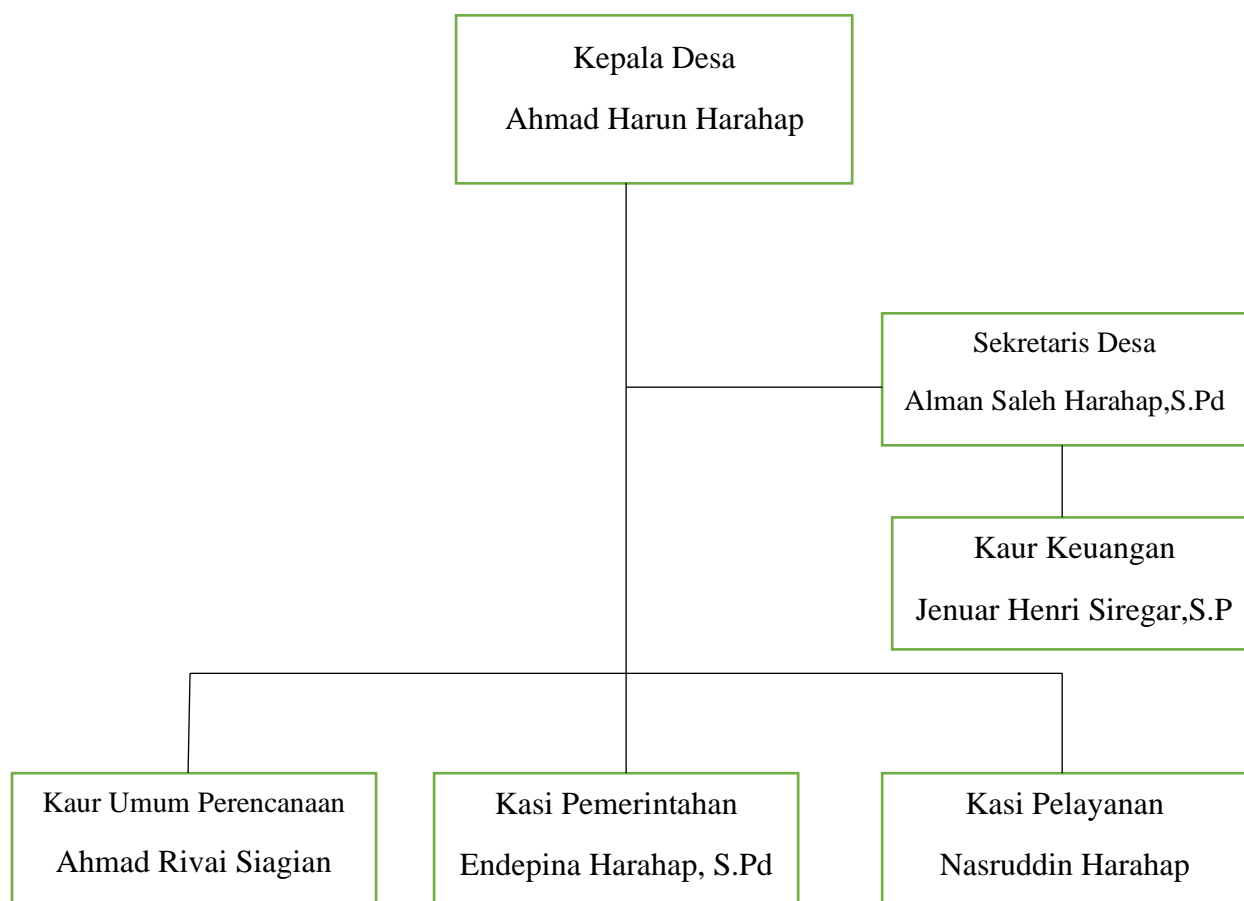 Kepala Desa
Ahmad Harun Harahap
Sekretaris Desa
Alman Saleh Harahap,S.Pd
Kaur Keuangan
Jenuar Henri Siregar,S.P
Kaur Umum Perencanaan
Ahmad Rivai Siagian
Kasi Pemerintahan
Endepina Harahap, S.Pd
Kasi Pelayanan
Nasruddin Harahap